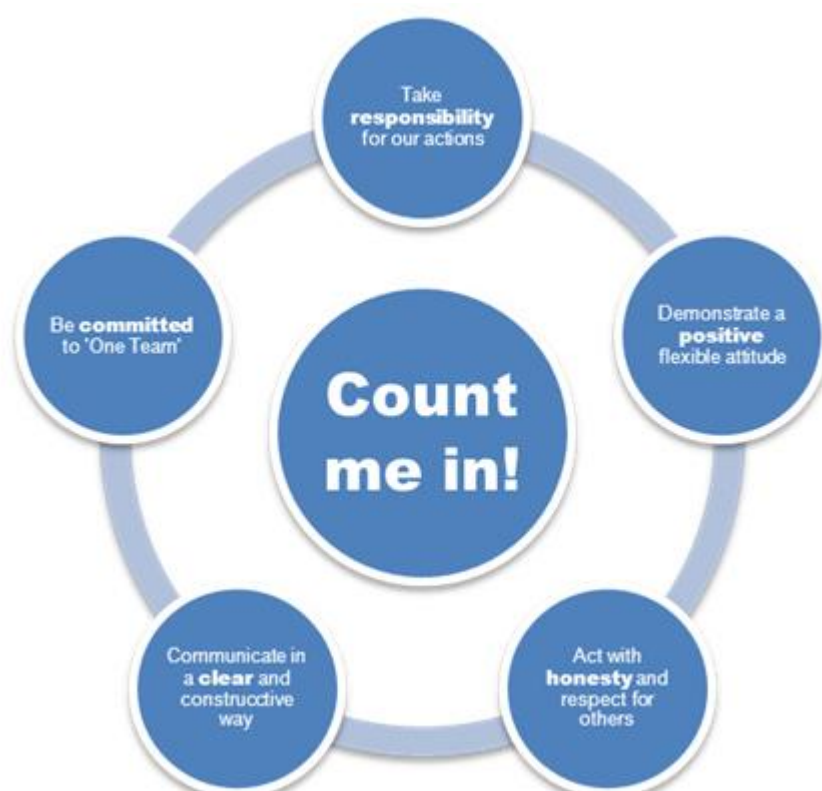 Take
responsibility
for our actions
Demonstrate a
positive
flexible attitude
Act with
honesty and
respect for
others
Communicate in
a clear and
construcctive
way
Be committed
to 'One Team'
Count
me in!